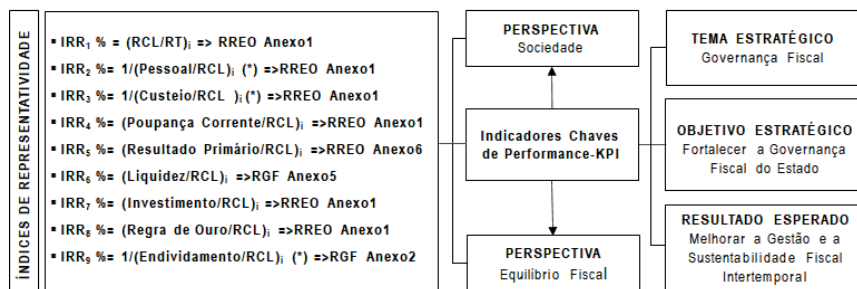 ÍNDICES DE REPRESENTATIVIDADE
▪ IRR₁ % = (RCL/RT)ᵢ => RREO Anexo1
▪ IRR₂ %= 1/(Pessoal/RCL)ᵢ (*) =>RREO Anexo1
▪ IRR₃ %= 1/(Custeio/RCL )ᵢ (*) =>RREO Anexo1
▪ IRR₄ %= (Poupança Corrente/RCL)ᵢ =>RREO Anexo1
▪ IRR₅ %= (Resultado Primário/RCL)ᵢ =>RREO Anexo6
▪ IRR₆ %= (Liquidez/RCL)ᵢ =>RGF Anexo5
▪ IRR₇ %= (Investimento/RCL)ᵢ =>RREO Anexo1
▪ IRR₈ %= (Regra de Ouro/RCL)ᵢ =>RREO Anexo1
▪ IRR₉ %= 1/(Endividamento/RCL)ᵢ (*) =>RGF Anexo2
PERSPECTIVA
Sociedade
Indicadores Chaves
de Performance-KPI
PERSPECTIVA
Equilíbrio Fiscal
TEMA ESTRATÉGICO
Governança Fiscal
OBJETIVO ESTRATÉGICO
Fortalecer a Governança
Fiscal do Estado
RESULTADO ESPERADO
Melhorar a Gestão e a
Sustentabilidade Fiscal
Intertemporal